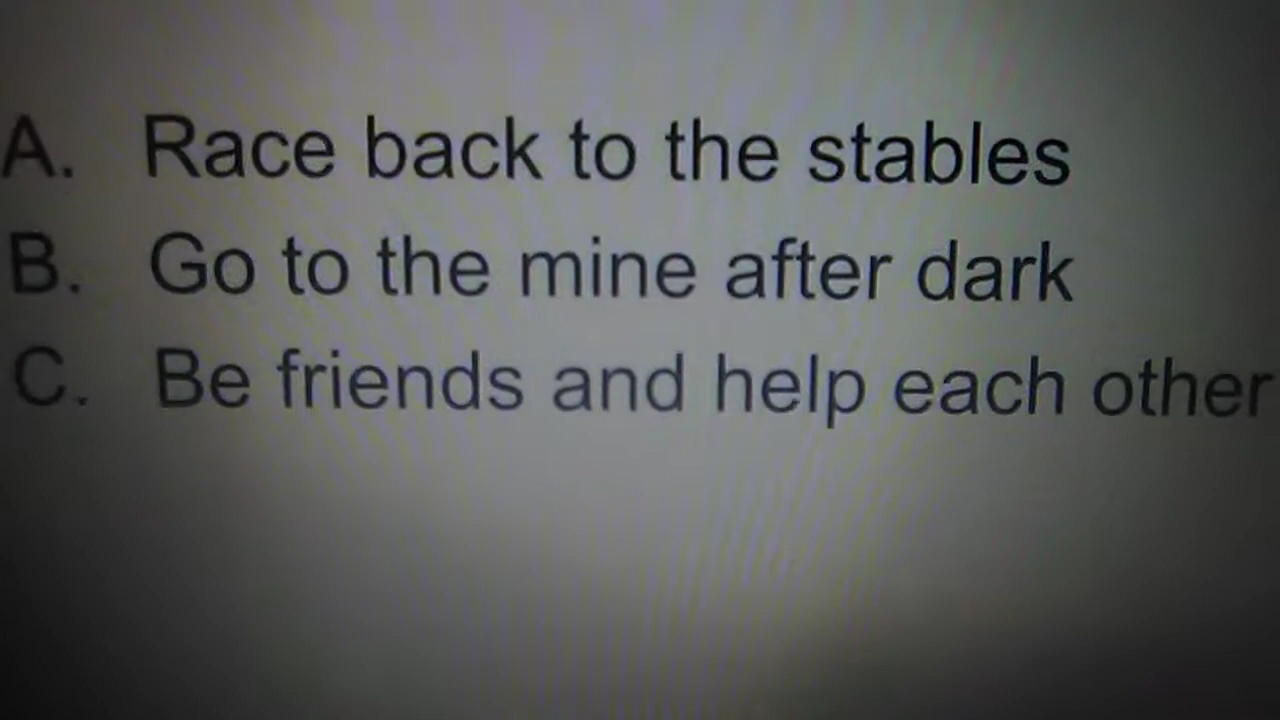 A. Race back to the stables
B. Go to the mine after dark
C. Be friends and help each other